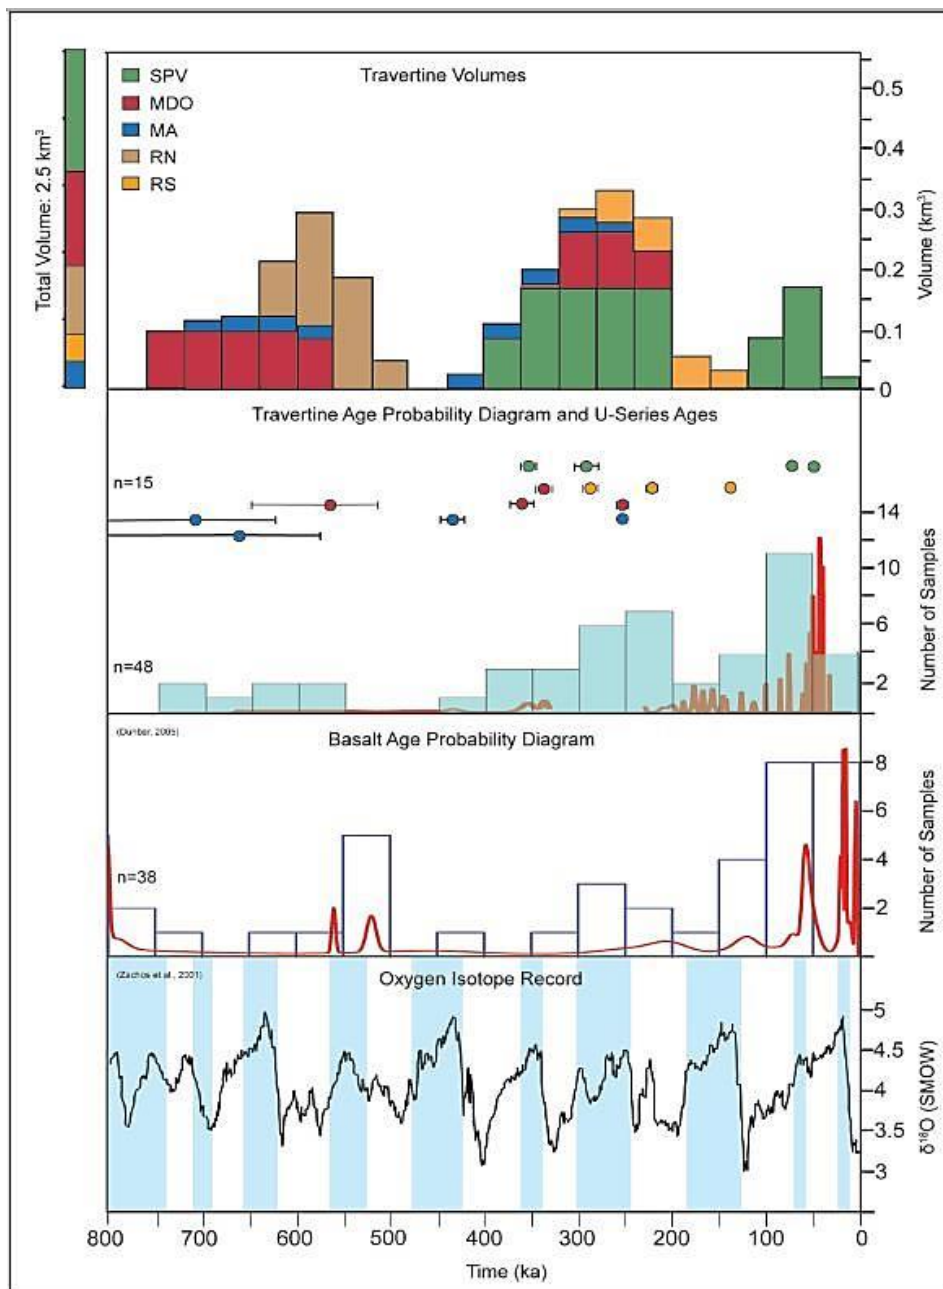 Travertine Volumes
SPV
MDO
MA
RN
RS
Total Volume: 2.5 km³
0.5
0.4
0.3
0.2
0.1
0
Volume (km³)
Travertine Age Probability Diagram and U-Series Ages
n=15
n=48
14
10
6
2
Number of Samples
(Dunbar, 2005)
Basalt Age Probability Diagram
n=38
8
6
4
2
Number of Samples
(Zachos et al., 2001)
Oxygen Isotope Record
5
4.5
4
3.5
3
δ¹⁸O (SMOW)
800 700 600 500 400 300 200 100 0
Time (ka)